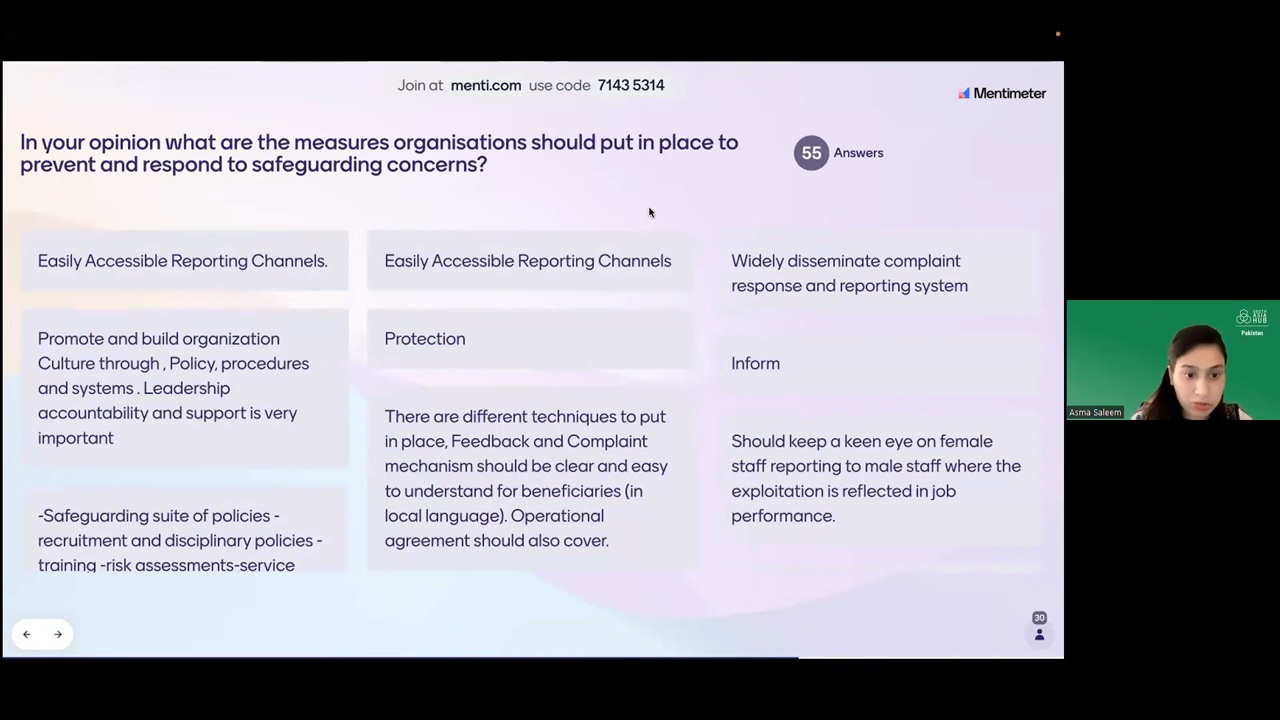 Join at menti.com use code 7143 5314
Mentimeter
In your opinion what are the measures organisations should put in place to
prevent and respond to safeguarding concerns?
55 Answers
Easily Accessible Reporting Channels.
Promote and build organization
Culture through , Policy, procedures
and systems . Leadership
accountability and support is very
important
-Safeguarding suite of policies -
recruitment and disciplinary policies -
training -risk assessments-service
Easily Accessible Reporting Channels
Protection
There are different techniques to put
in place, Feedback and Complaint
mechanism should be clear and easy
to understand for beneficiaries (in
local language). Operational
agreement should also cover.
Widely disseminate complaint
response and reporting system
Inform
Should keep a keen eye on female
staff reporting to male staff where the
exploitation is reflected in job
performance.
30
HUB
Pakistan
Asma Saleem